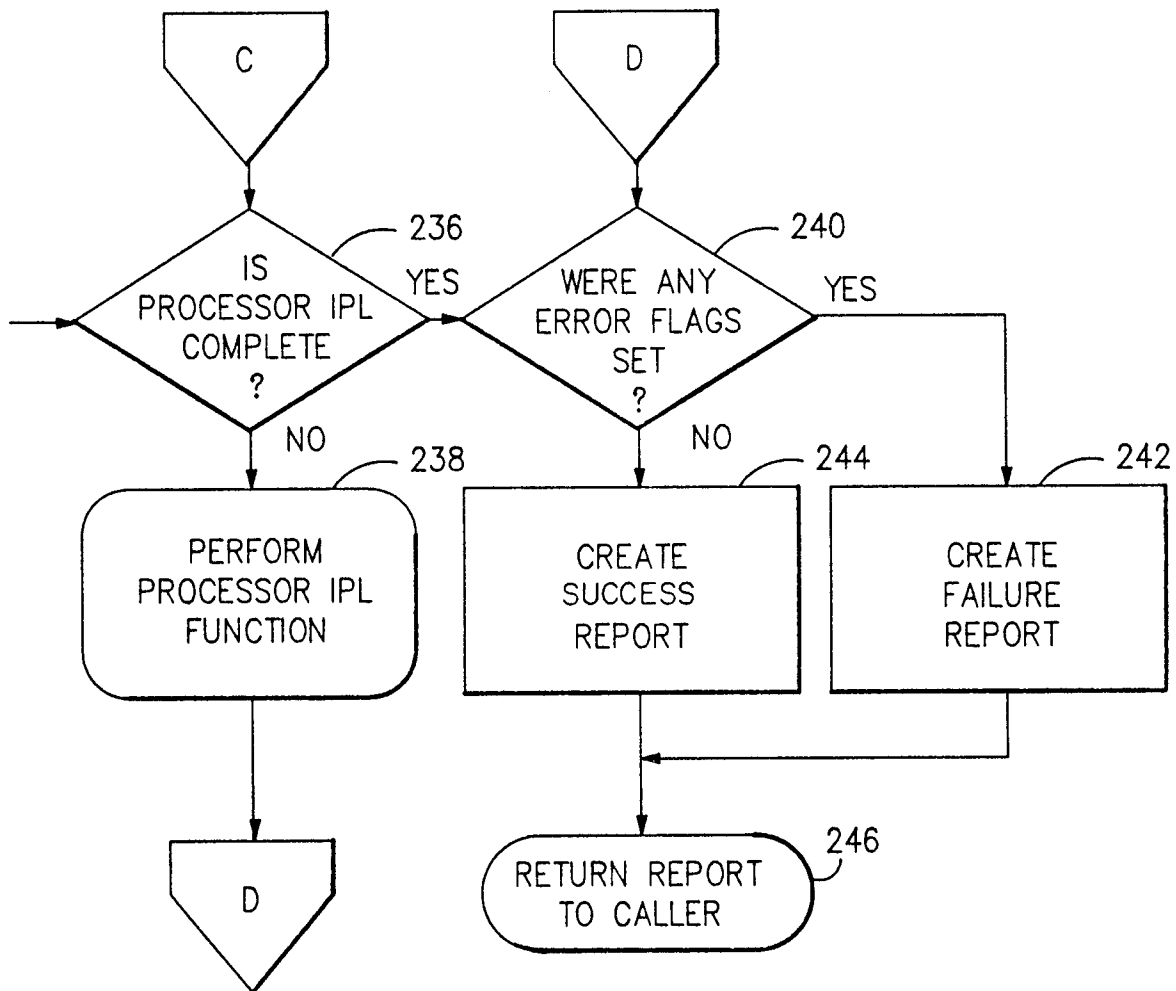 C
D
236
240
IS
PROCESSOR IPL
COMPLETE
?
YES
WERE ANY
ERROR FLAGS
SET
?
YES
NO
NO
238
244
242
PERFORM
PROCESSOR IPL
FUNCTION
CREATE
SUCCESS
REPORT
CREATE
FAILURE
REPORT
D
RETURN REPORT
TO CALLER
246